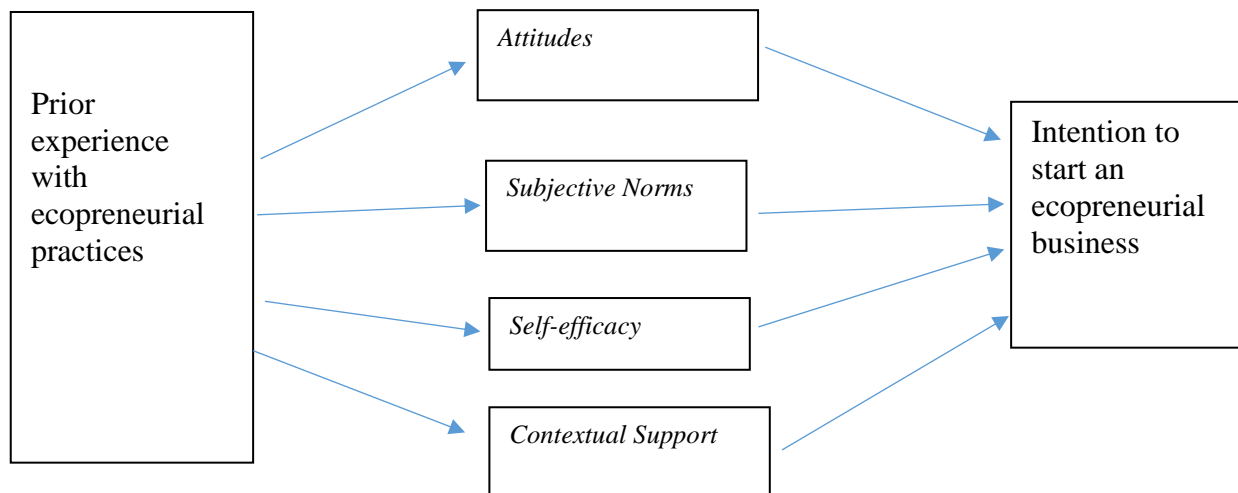 Prior
experience
with
ecopreneurial
practices
Attitudes
Subjective Norms
Self-efficacy
Contextual Support
Intention to
start an
ecopreneurial
business